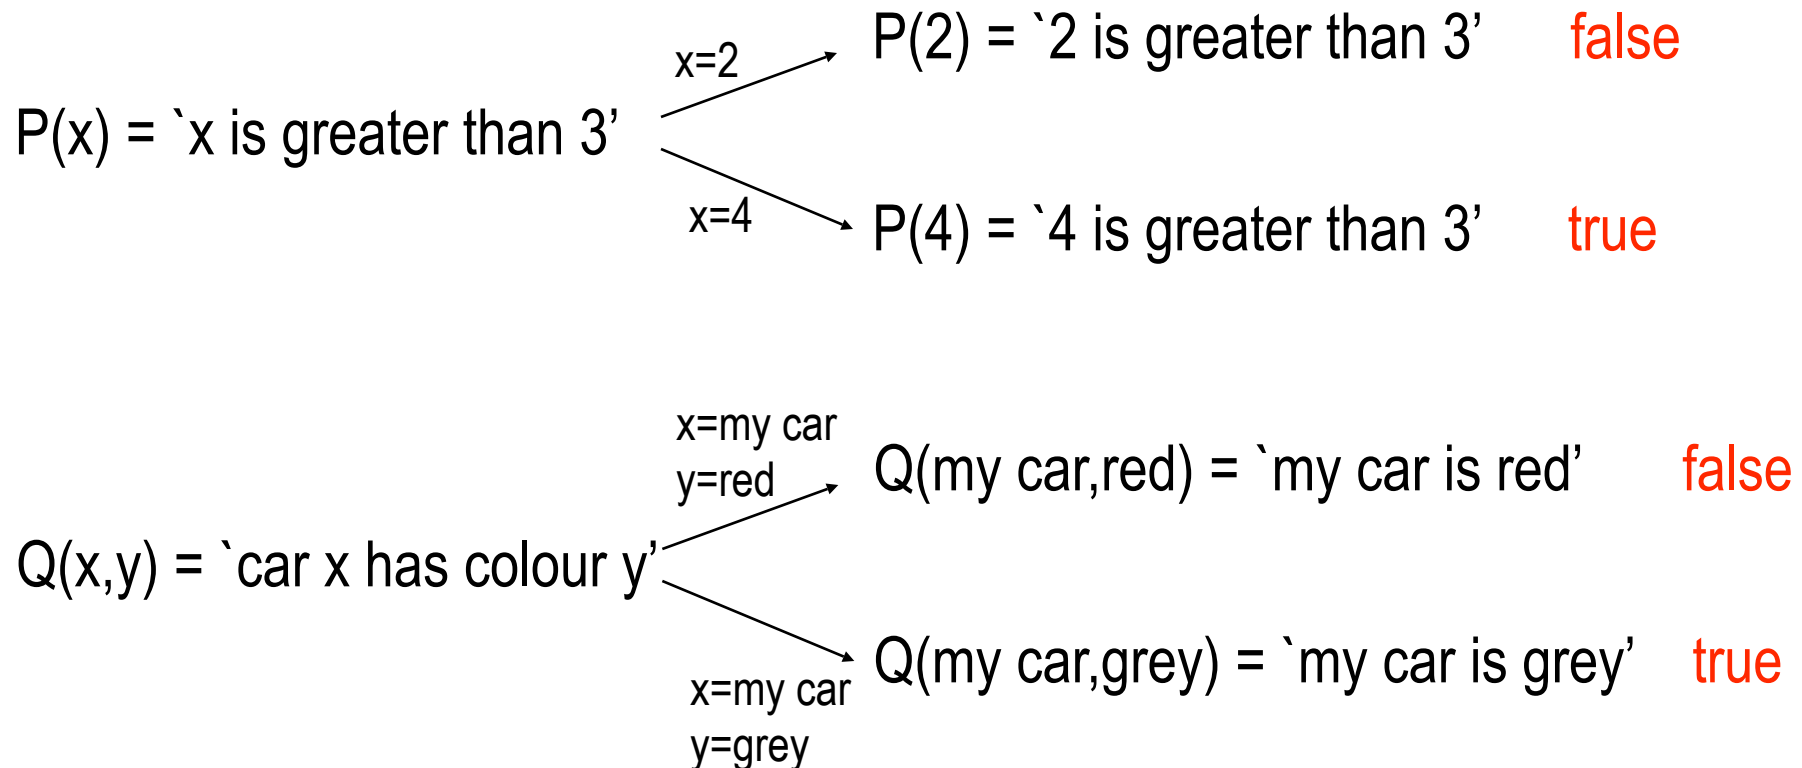 P(x) = `x is greater than 3’
x=2
P(2) = `2 is greater than 3’ false
x=4
P(4) = `4 is greater than 3’ true
Q(x,y) = `car x has colour y’
x=my car
y=red
Q(my car,red) = `my car is red’ false
x=my car
y=grey
Q(my car,grey) = `my car is grey’ true